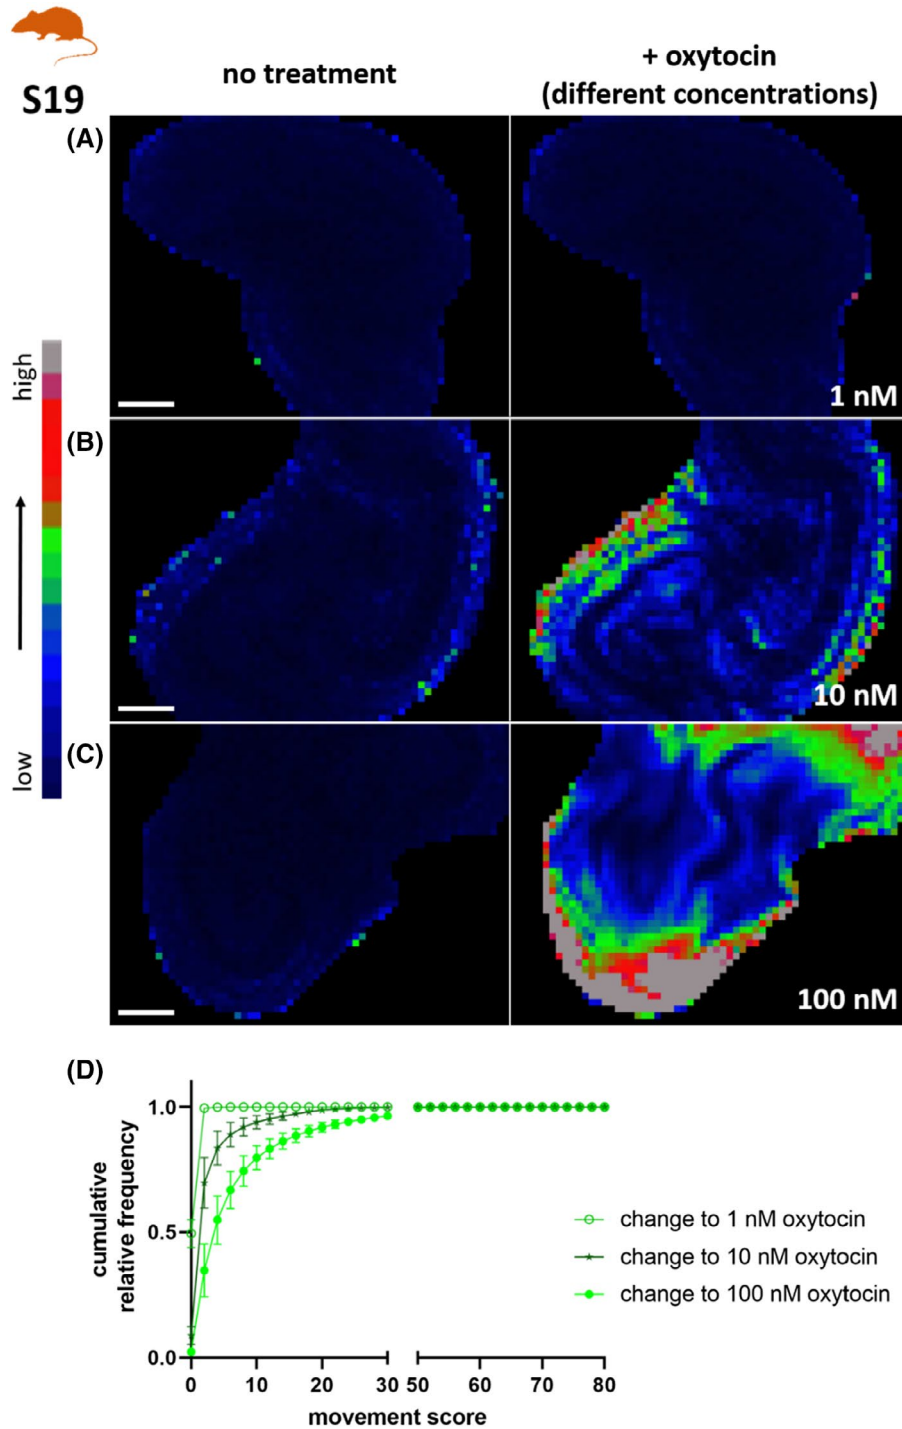 S19
no treatment
+ oxytocin
(different concentrations)
(A)
1 nM
high
low
(B)
10 nM
(C)
100 nM
(D)
cumulative
relative frequency
1.0
0.5
0.0
0 10 20 30 50 60 70 80
movement score
change to 1 nM oxytocin
change to 10 nM oxytocin
change to 100 nM oxytocin